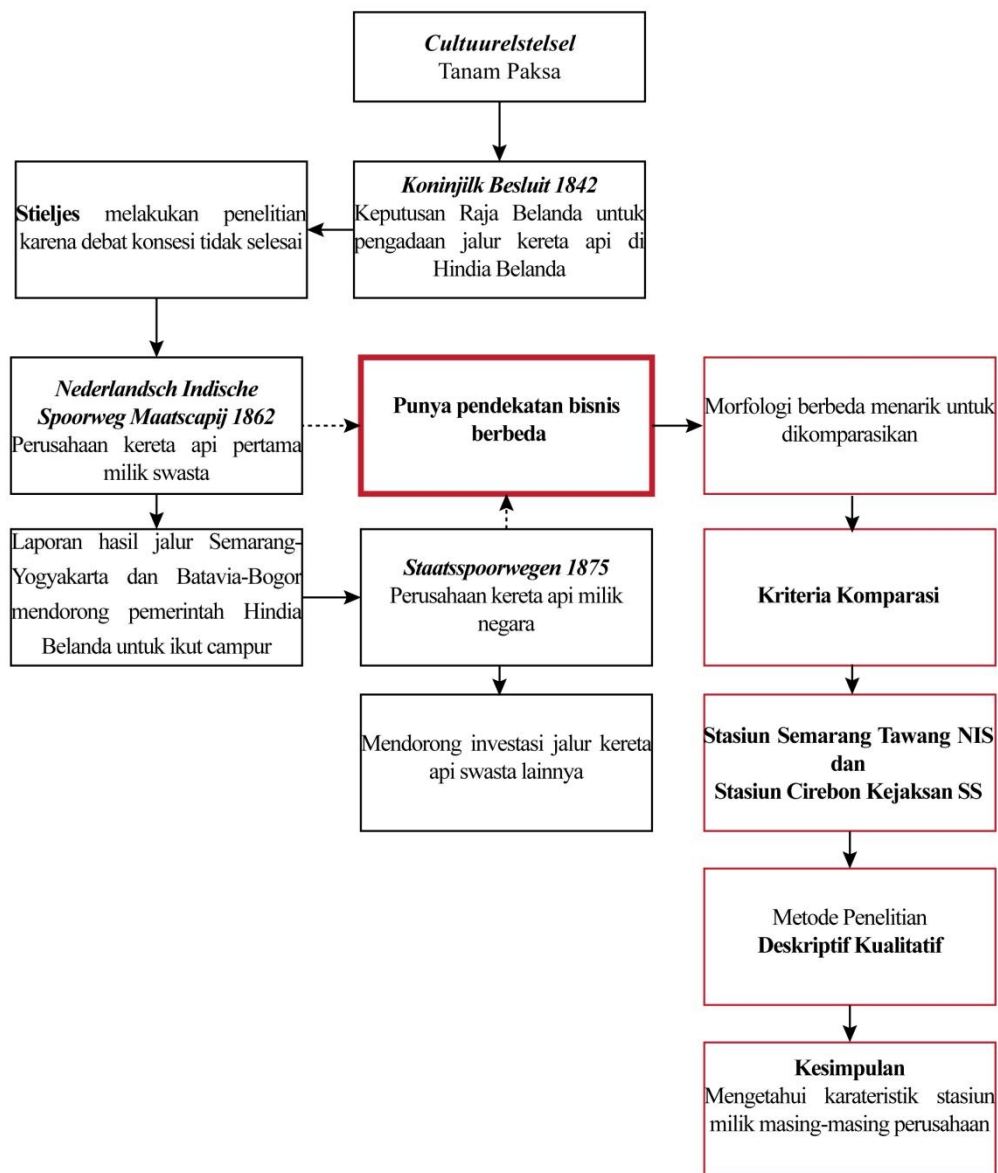 Cultuurelstelsel
Tanam Paksa
Koninjilk Besluit 1842
Keputusan Raja Belanda untuk
pengadaan jalur kereta api di
Hindia Belanda
Stieljes melakukan penelitian
karena debat konsesi tidak selesai
Nederlandsch Indische
Spoorweg Maatscapij 1862
Perusahaan kereta api pertama
milik swasta
Punya pendekatan bisnis
berbeda
Morfologi berbeda menarik untuk
dikomparasikan
Laporan hasil jalur Semarang-
Yogyakarta dan Batavia-Bogor
mendorong pemerintah Hindia
Belanda untuk ikut campur
Staatsspoorwegen 1875
Perusahaan kereta api milik
negara
Kriteria Komparasi
Mendorong investasi jalur kereta
api swasta lainnya
Stasiun Semarang Tawang NIS
dan
Stasiun Cirebon Kejaksan SS
Metode Penelitian
Deskriptif Kualitatif
Kesimpulan
Mengetahui karateristik stasiun
milik masing-masing perusahaan